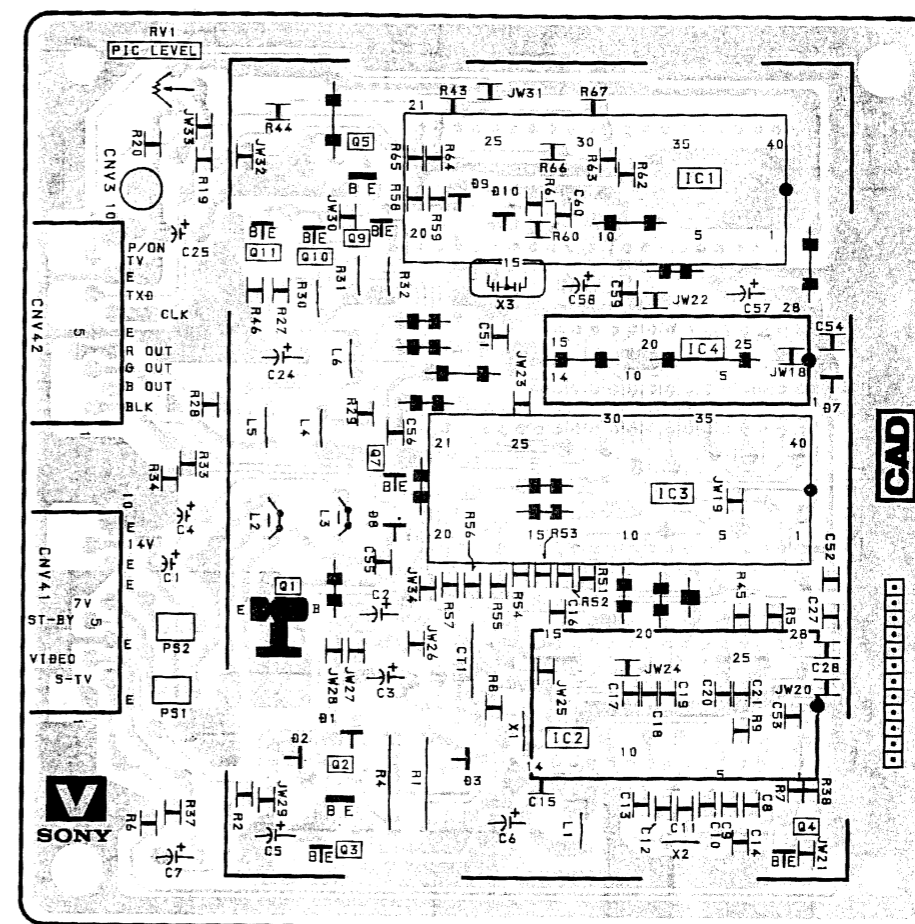 RV1
PIC LEVEL
R43
JW31
R67
21
25
30
35
40
R44
JW33
R20
JW32
R19
Q5
R65
R64
R66
R63
R62
IC1
CNV3
10
B E
R58
R59
D9
D10
R61
C60
JW30
B E
Q11
Q10
Q9
20
R60
10
5
1
C25
P/ON
TV
E
TXD
CLK
E
R OUT
G OUT
B OUT
BLK
CNV42
5
1
15
X3
C58
C59
JW22
C57
28
R46
R27
R30
R31
R32
C51
C54
C24
L6
15
20
IC4
25
JW18
14
10
5
1
D7
JW23
R28
R29
C56
L5
L4
30
35
40
21
25
Q7
B E
R33
R34
IC3
JW19
CAD
10
E
14V
E
E
7V
ST-BY
VIDEO
S-TV
E
E
CNV41
5
1
C4
L2
L3
D8
20
R56
15
R53
10
5
1
C1
C55
C52
Q1
E
B
C2
JW34
R57
R55
R54
R51
R52
C16
R45
R5
C27
PS2
15
20
28
JW26
CT1
25
C28
JW28
JW27
C3
R8
JW25
JW24
JW20
C17
C18
C19
C20
C21
C53
R9
PS1
D1
D2
Q2
X1
IC2
10
D3
14
5
V
SONY
R4
R1
C15
R7
R38
R6
R37
R2
JW29
B E
C13
C8
C5
C6
L1
C12
C11
X2
C10
C9
C14
Q4
JW21
B E
C7
B E
Q3